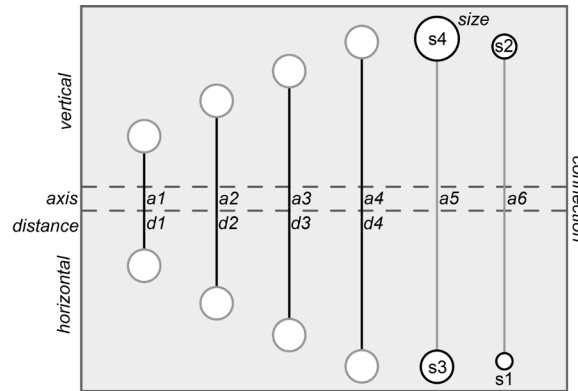 size
s4
s2
vertical
connection
axis
a1 a2 a3 a4 a5 a6
distance
d1 d2 d3 d4
horizontal
s3
s1